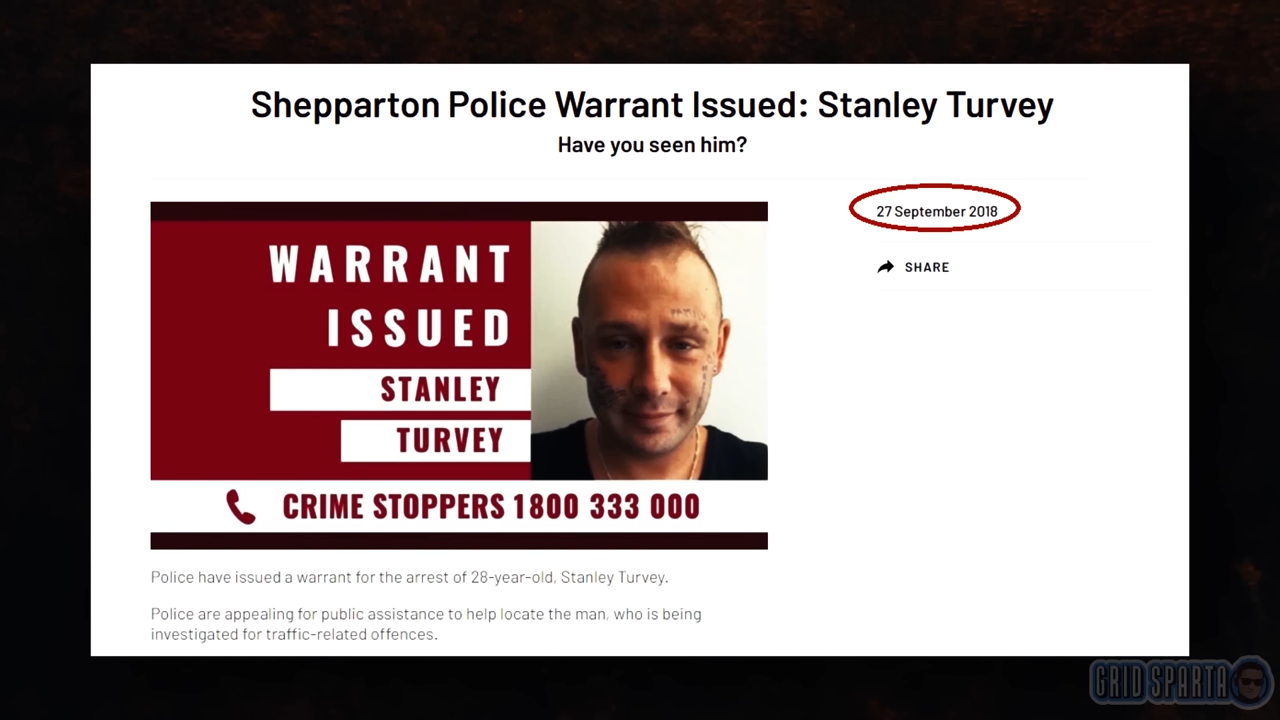 Shepparton Police Warrant Issued: Stanley Turvey
Have you seen him?
27 September 2018
SHARE
WARRANT
ISSUED
STANLEY
TURVEY
CRIME STOPPERS 1800 333 000
Police have issued a warrant for the arrest of 28-year-old, Stanley Turvey.
Police are appealing for public assistance to help locate the man, who is being
investigated for traffic-related offences.
GRID SPARTA